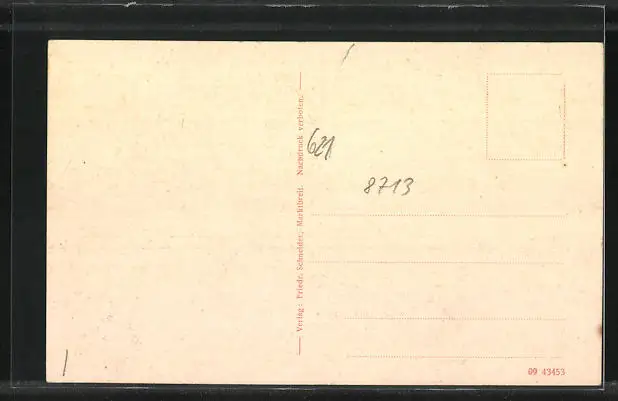 Verlag: Friedr. Schneider, Marktbreit. Nachdruck verboten.
621
8713
09 43453